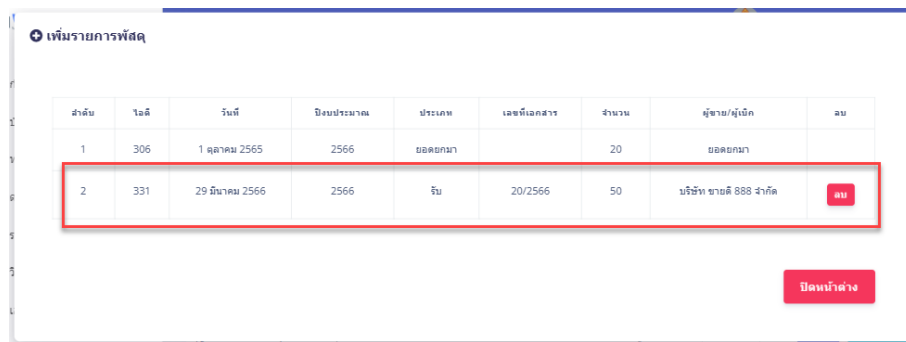 เพิ่มรายการพัสดุ
ลำดับ ไอดี วันที่ ปีงบประมาณ ประเภท เลขที่เอกสาร จำนวน ผู้ขาย/ผู้เบิก ลบ
1 306 1 ตุลาคม 2565 2566 ยอดยกมา 20 ยอดยกมา
2 331 29 มีนาคม 2566 2566 รับ 20/2566 50 บริษัท ขายดี 888 จำกัด ลบ
ปิดหน้าต่าง